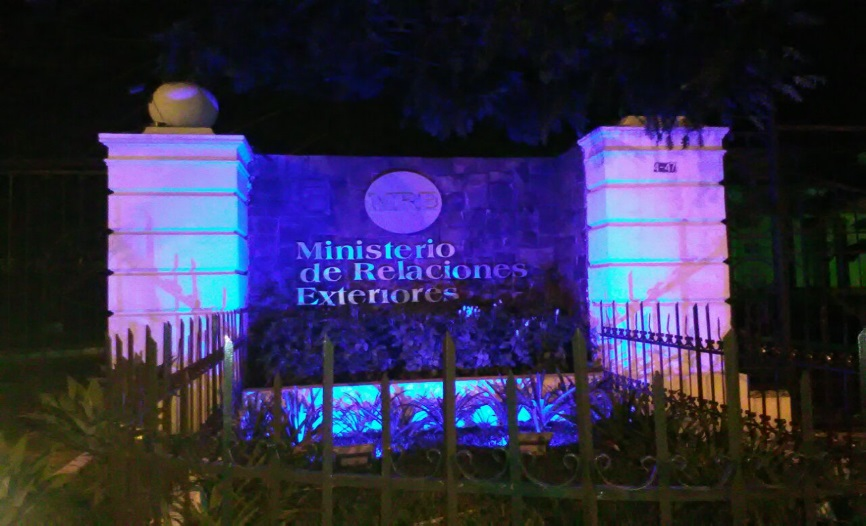 MRE
Ministerio
de Relaciones
Exteriores
4-47